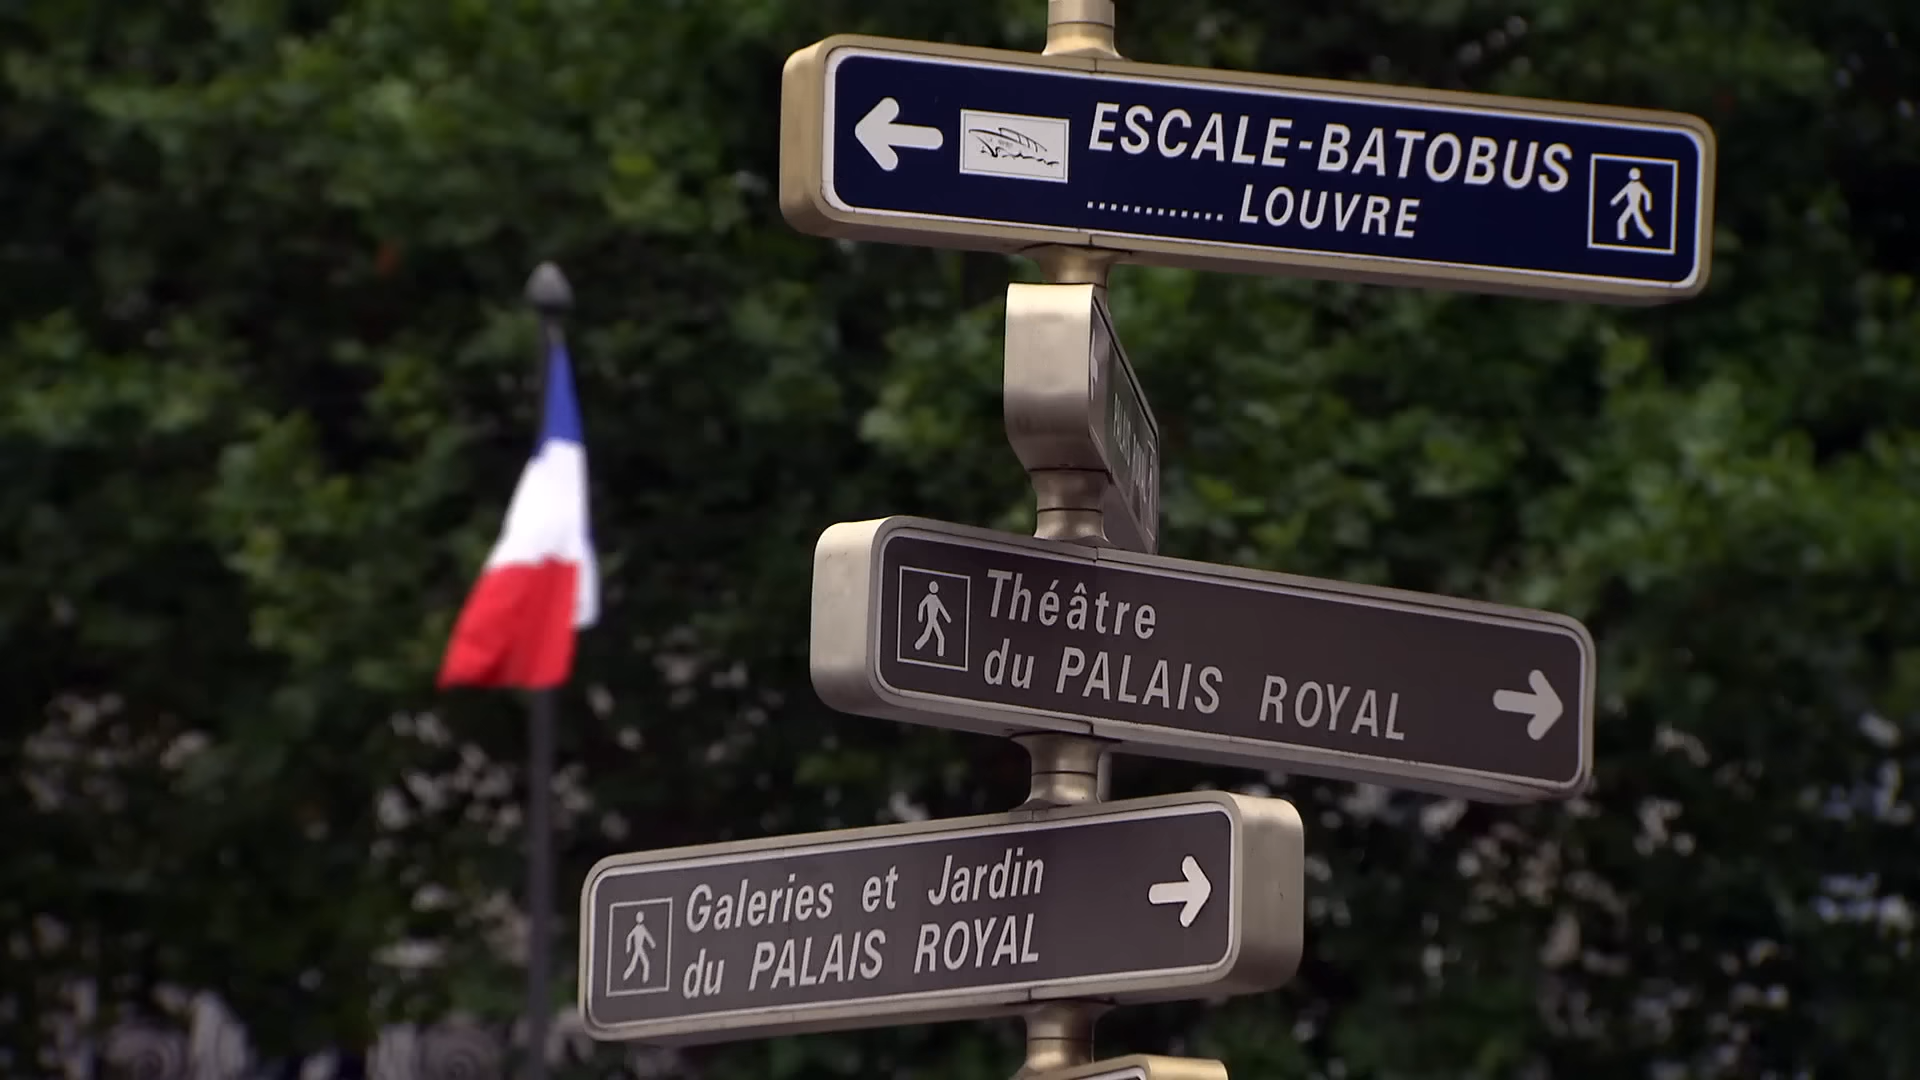 ESCALE-BATOBUS
............ LOUVRE
Théâtre
du PALAIS ROYAL
Galeries et Jardin
du PALAIS ROYAL